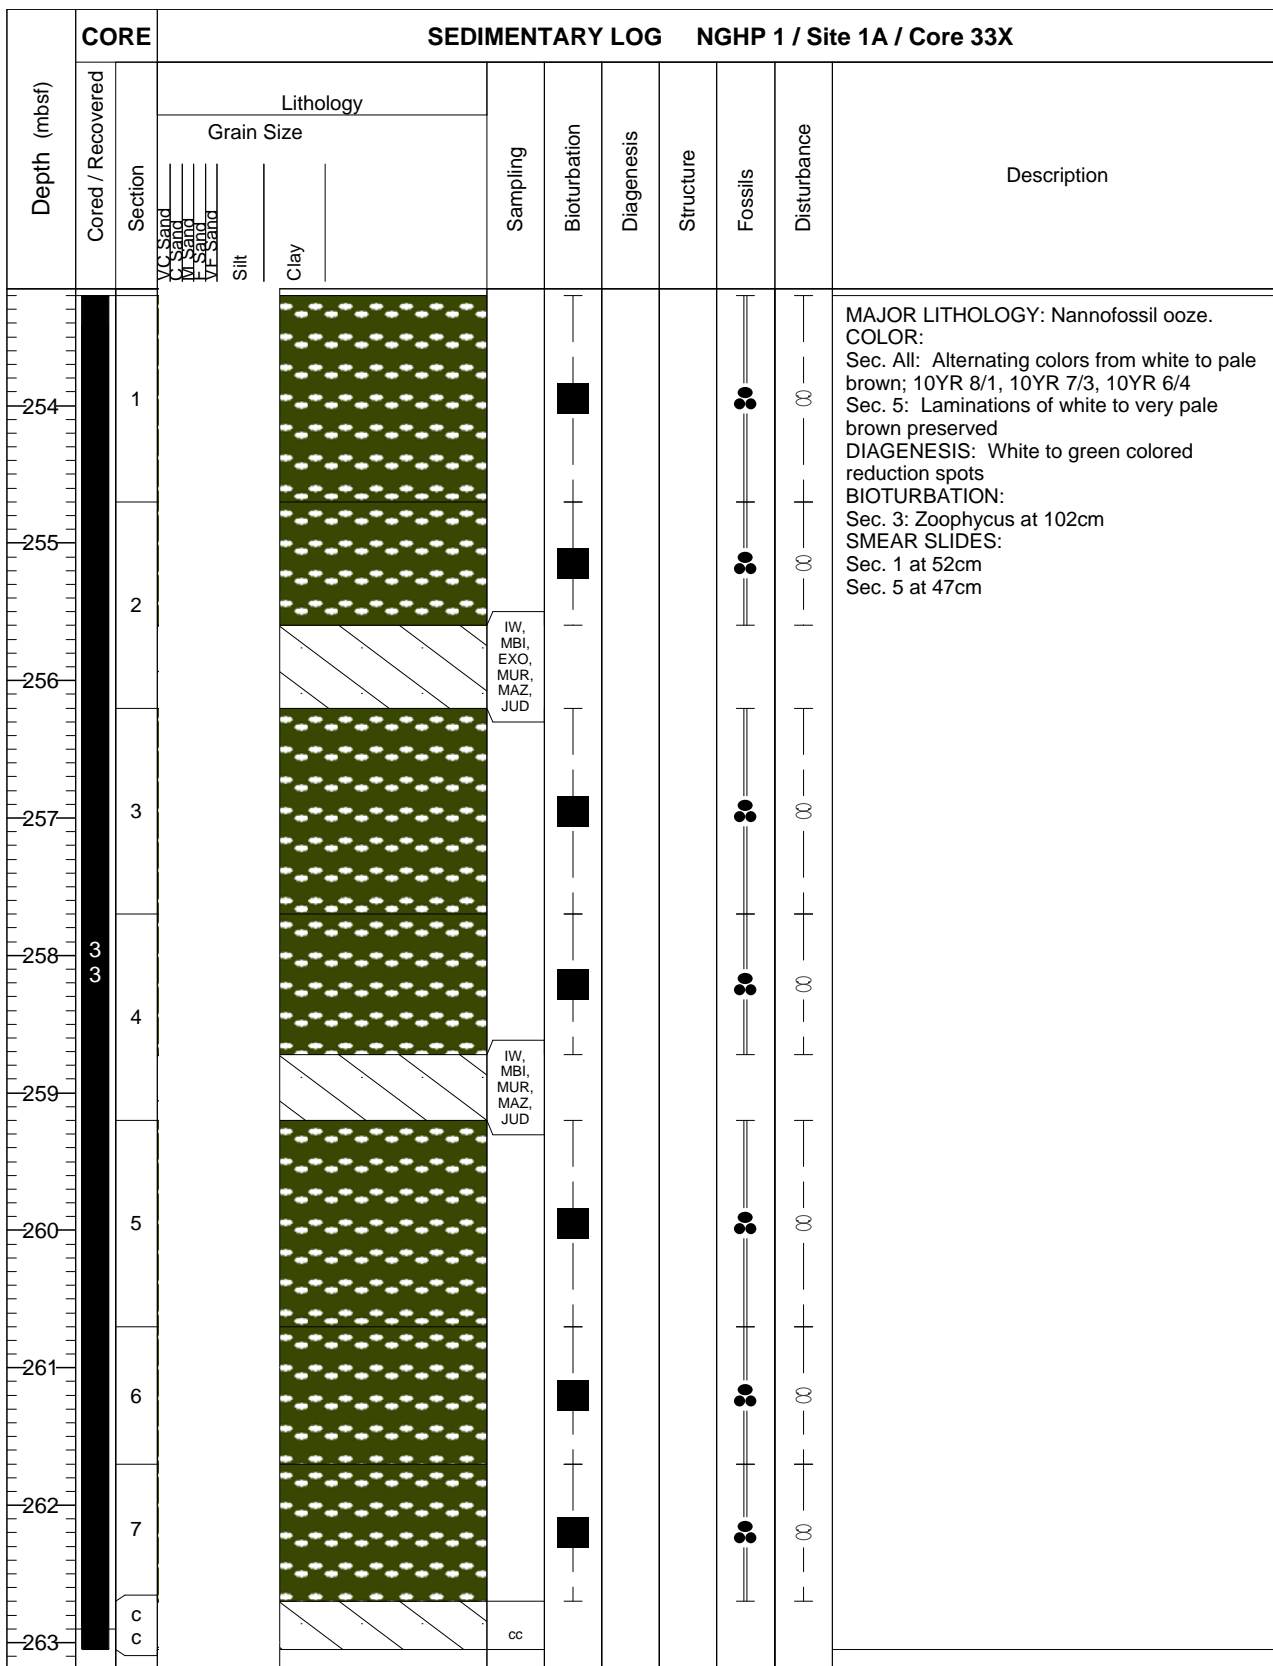 CORE
SEDIMENTARY LOG NGHP 1 / Site 1A / Core 33X
Depth (mbsf)
Cored / Recovered
Section
Lithology
Grain Size
VC Sand
C Sand
M Sand
F Sand
VF Sand
Silt
Clay
Sampling
Bioturbation
Diagenesis
Structure
Fossils
Disturbance
Description
MAJOR LITHOLOGY: Nannofossil ooze.
COLOR:
Sec. All: Alternating colors from white to pale
brown; 10YR 8/1, 10YR 7/3, 10YR 6/4
Sec. 5: Laminations of white to very pale
brown preserved
DIAGENESIS: White to green colored
reduction spots
BIOTURBATION:
Sec. 3: Zoophycus at 102cm
SMEAR SLIDES:
Sec. 1 at 52cm
Sec. 5 at 47cm
254
1
255
2
IW,
MBI,
EXO,
MUR,
MAZ,
JUD
256
257
3
258
3
3
4
IW,
MBI,
MUR,
MAZ,
JUD
259
260
5
261
6
262
7
c
c
cc
263